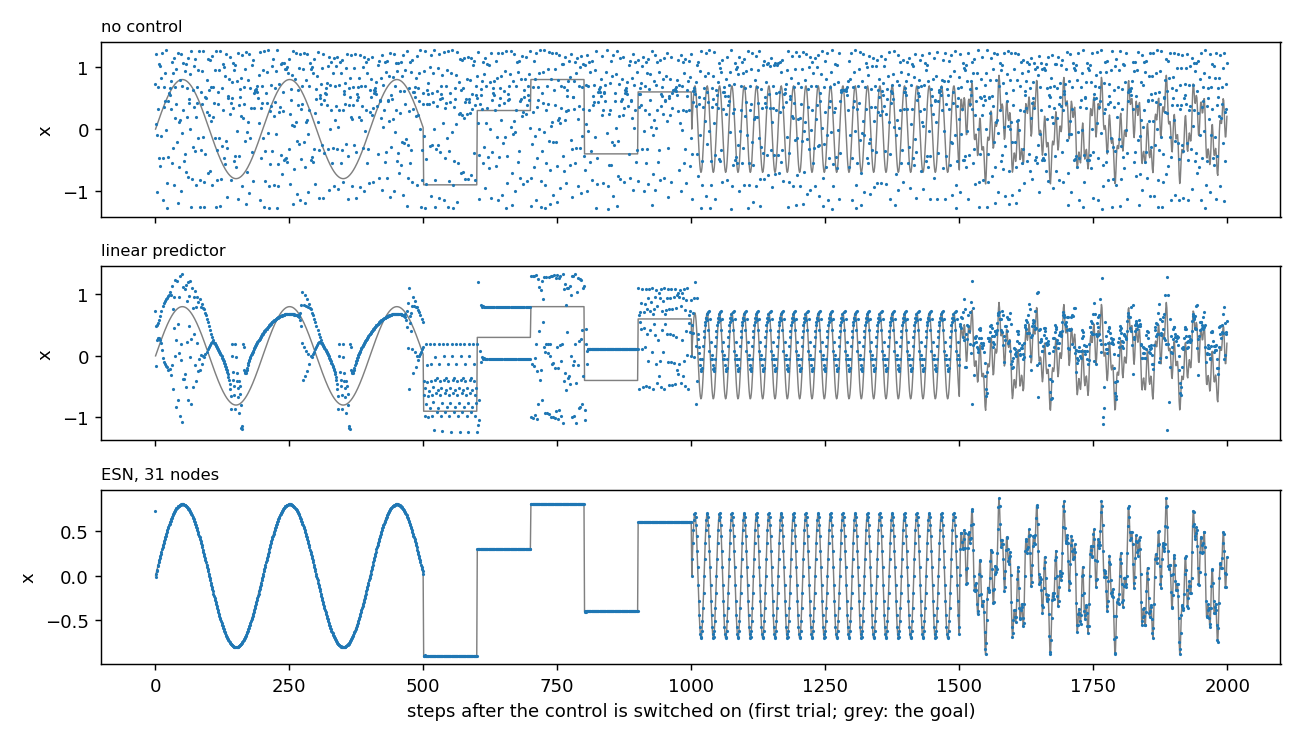 no control
1
0
−1
x
linear predictor
1
0
−1
x
ESN, 31 nodes
0.5
0.0
−0.5
x
0 250 500 750 1000 1250 1500 1750 2000
steps after the control is switched on (first trial; grey: the goal)